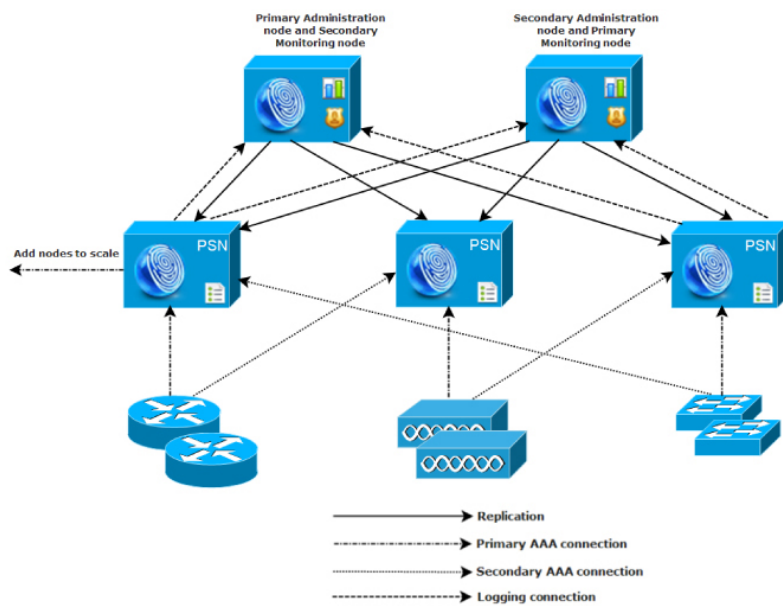 Primary Administration
node and Secondary
Monitoring node
Secondary Administration
node and Primary
Monitoring node
PSN
PSN
PSN
Add nodes to scale
Replication
Primary AAA connection
Secondary AAA connection
Logging connection